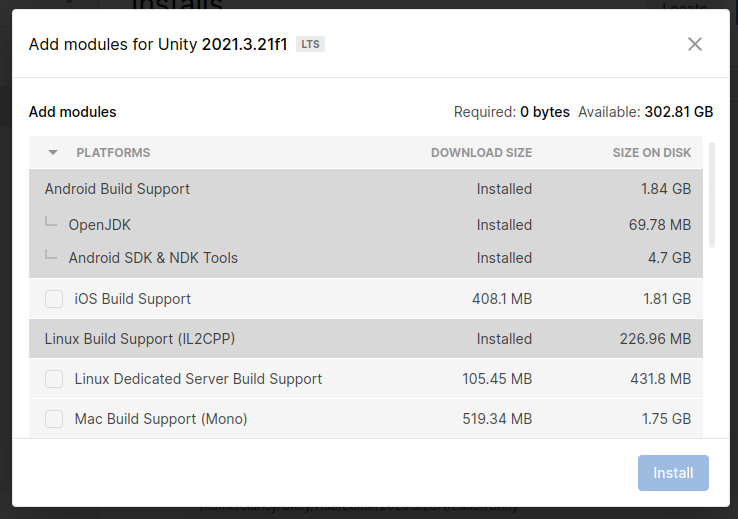 Installs
Locate
Add modules for Unity 2021.3.21f1 LTS
Add modules Required: 0 bytes Available: 302.81 GB
PLATFORMS DOWNLOAD SIZE SIZE ON DISK
Android Build Support Installed 1.84 GB
OpenJDK Installed 69.78 MB
Android SDK & NDK Tools Installed 4.7 GB
iOS Build Support 408.1 MB 1.81 GB
Linux Build Support (IL2CPP) Installed 226.96 MB
Linux Dedicated Server Build Support 105.45 MB 431.8 MB
Mac Build Support (Mono) 519.34 MB 1.75 GB
Install